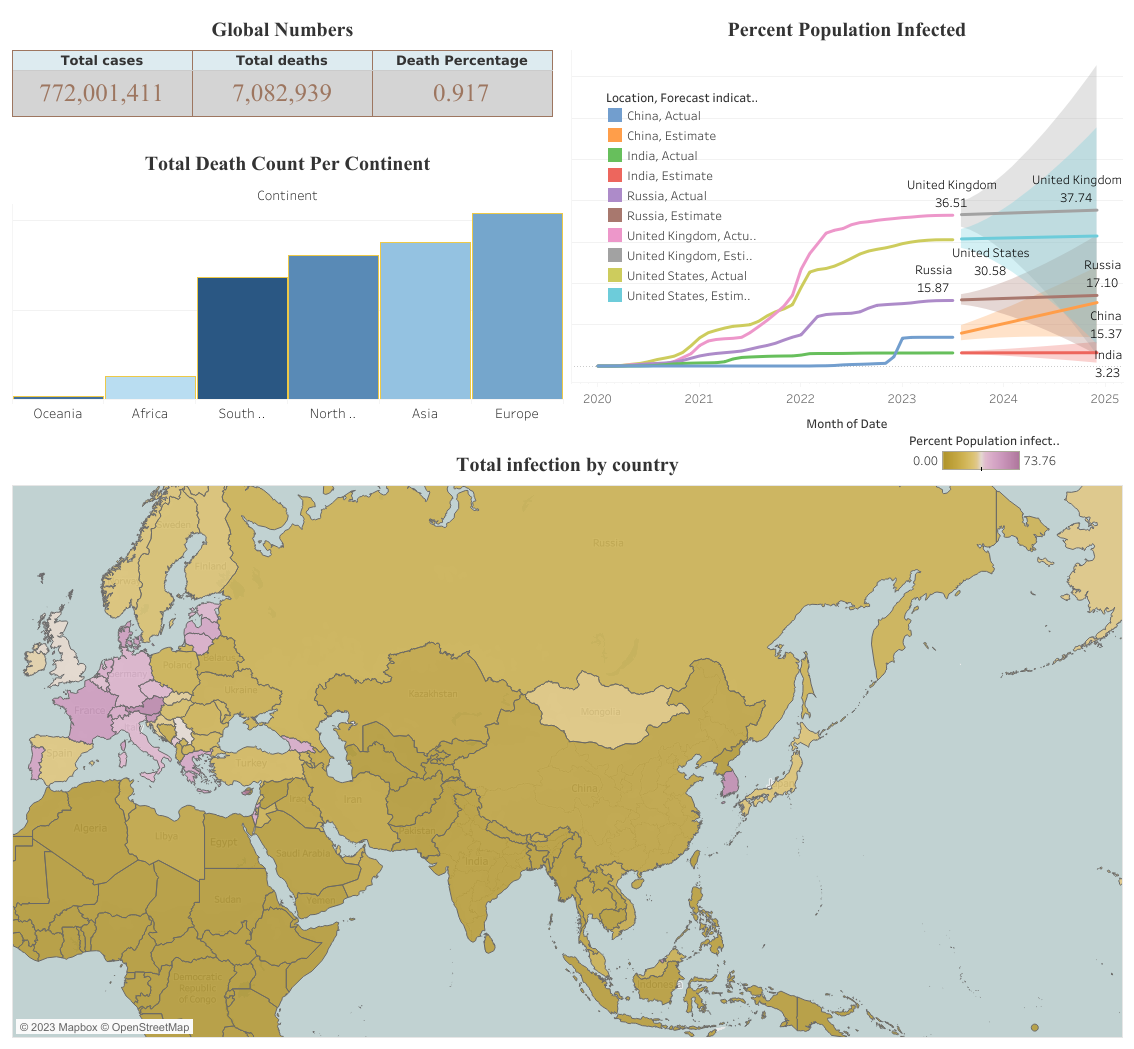 Global Numbers
Total cases
Total deaths
Death Percentage
772,001,411
7,082,939
0.917
Total Death Count Per Continent
Continent
Oceania
Africa
South ..
North ..
Asia
Europe
Percent Population Infected
Location, Forecast indicat..
China, Actual
China, Estimate
India, Actual
India, Estimate
Russia, Actual
Russia, Estimate
United Kingdom, Actu..
United Kingdom, Esti..
United States, Actual
United States, Estim..
United Kingdom
36.51
United Kingdom
37.74
United States
30.58
Russia
15.87
Russia
17.10
China
15.37
India
3.23
2020
2021
2022
2023
2024
2025
Month of Date
Percent Population infect..
0.00
73.76
Total infection by country
Sweden
Finland
Russia
Poland
Belarus
Germany
Ukraine
Kazakhstan
France
Mongolia
Spain
Turkey
China
Iraq
Iran
Algeria
Libya
Egypt
Pakistan
Saudi Arabia
India
Sudan
Yemen
Democratic
Republic
of Congo
Indonesia
© 2023 Mapbox © OpenStreetMap